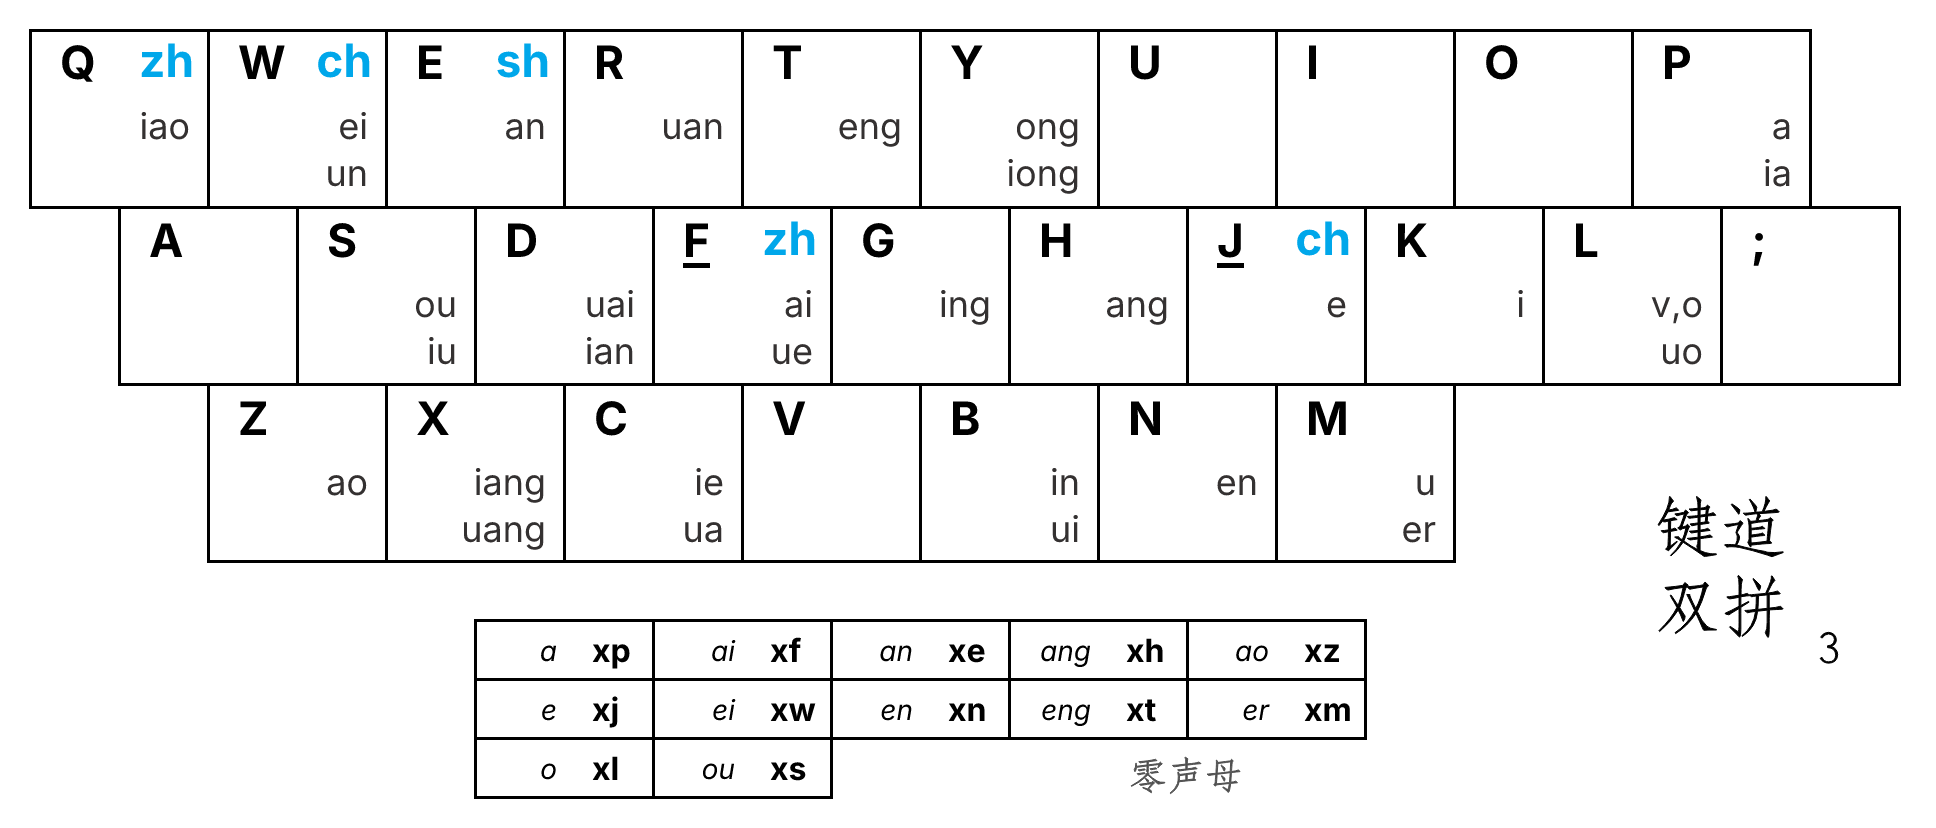 Q zh W ch E sh R T Y U I O P
iao ei an uan eng ong a
un iong ia
A S D F zh G H J ch K L ;
ou uai ai ing ang e i v,o
iu ian ue uo
Z X C V B N M
ao iang ie in en u
uang ua ui er
键道
双拼
3
a xp ai xf an xe ang xh ao xz
e xj ei xw en xn eng xt er xm
o xl ou xs
零声母